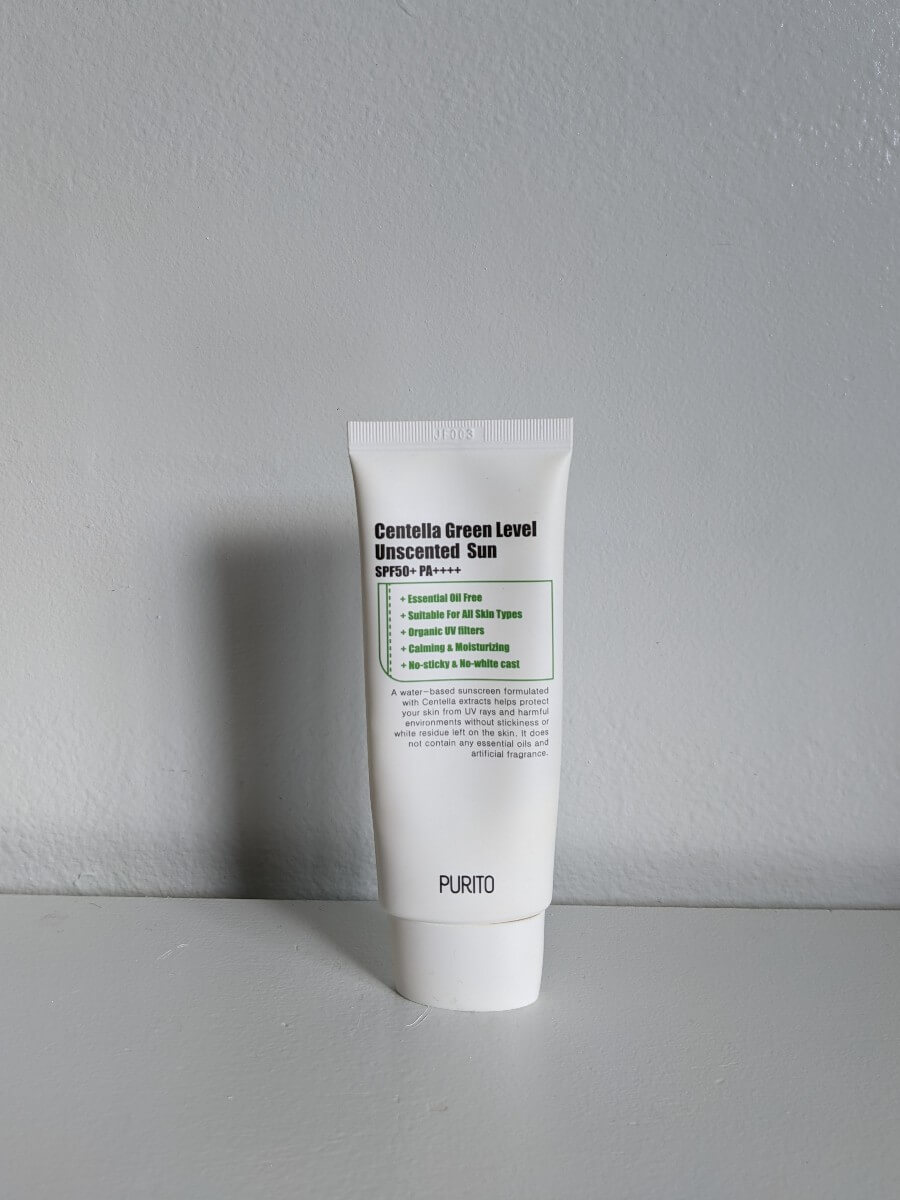 JF003
Centella Green Level
Unscented Sun
SPF50+ PA++++
+ Essential Oil Free
+ Suitable For All Skin Types
+ Organic UV filters
+ Calming & Moisturizing
+ No-sticky & No-white cast
A water-based sunscreen formulated
with Centella extracts helps protect
your skin from UV rays and harmful
environments without stickiness or
white residue left on the skin. It does
not contain any essential oils and
artificial fragrance.
PURITO